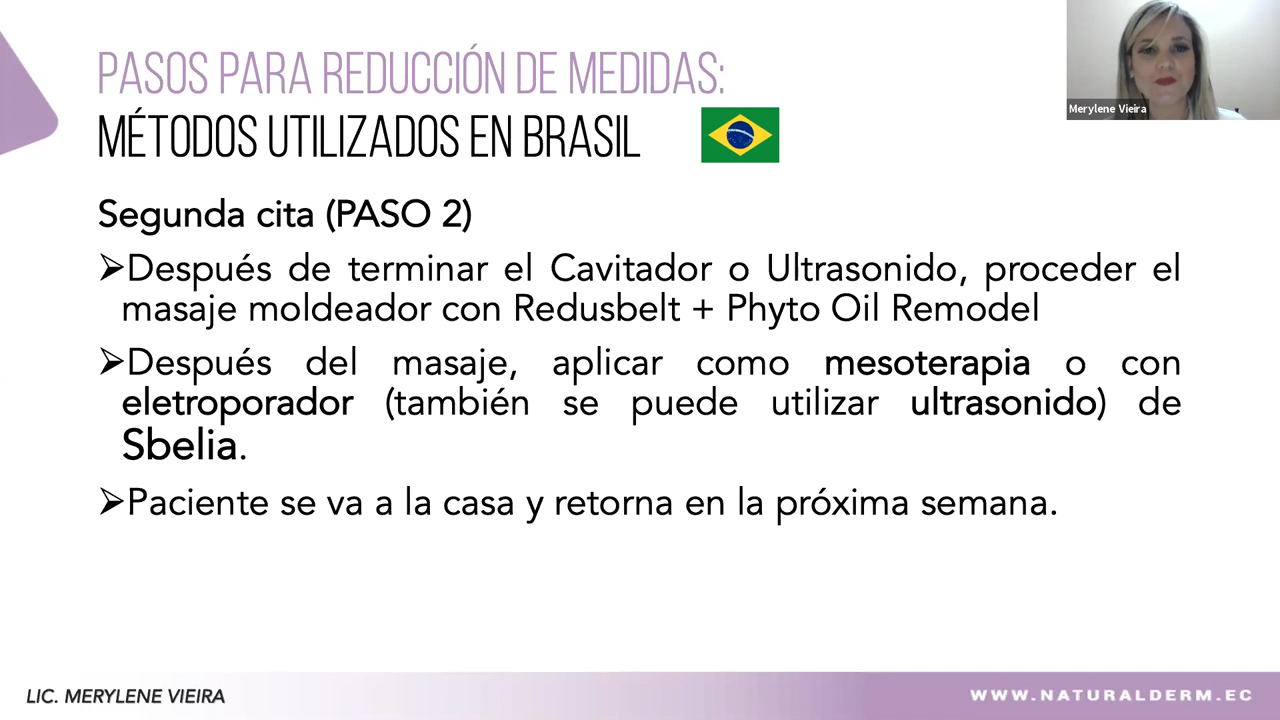 PASOS PARA REDUCCIÓN DE MEDIDAS:
MÉTODOS UTILIZADOS EN BRASIL
Merylene Vieira
Segunda cita (PASO 2)
➢Después de terminar el Cavitador o Ultrasonido, proceder el
masaje moldeador con Redusbelt + Phyto Oil Remodel
➢Después del masaje, aplicar como mesoterapia o con
eletroporador (también se puede utilizar ultrasonido) de
Sbelia.
➢Paciente se va a la casa y retorna en la próxima semana.
LIC. MERYLENE VIEIRA
WWW.NATURALDERM.EC